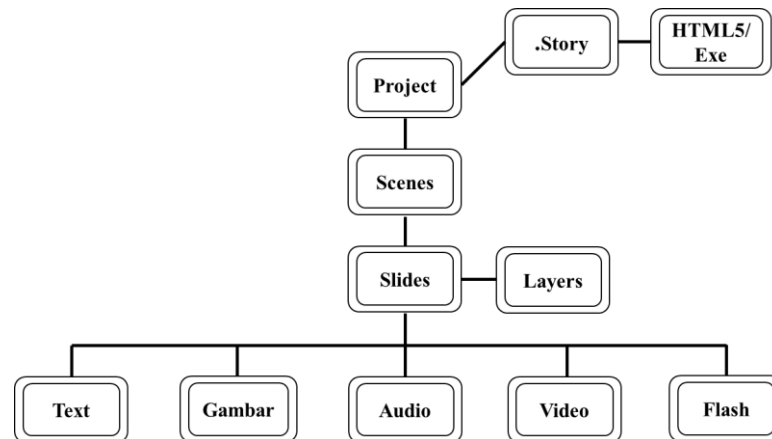 .Story
HTML5/
Exe
Project
Scenes
Slides
Layers
Text
Gambar
Audio
Video
Flash